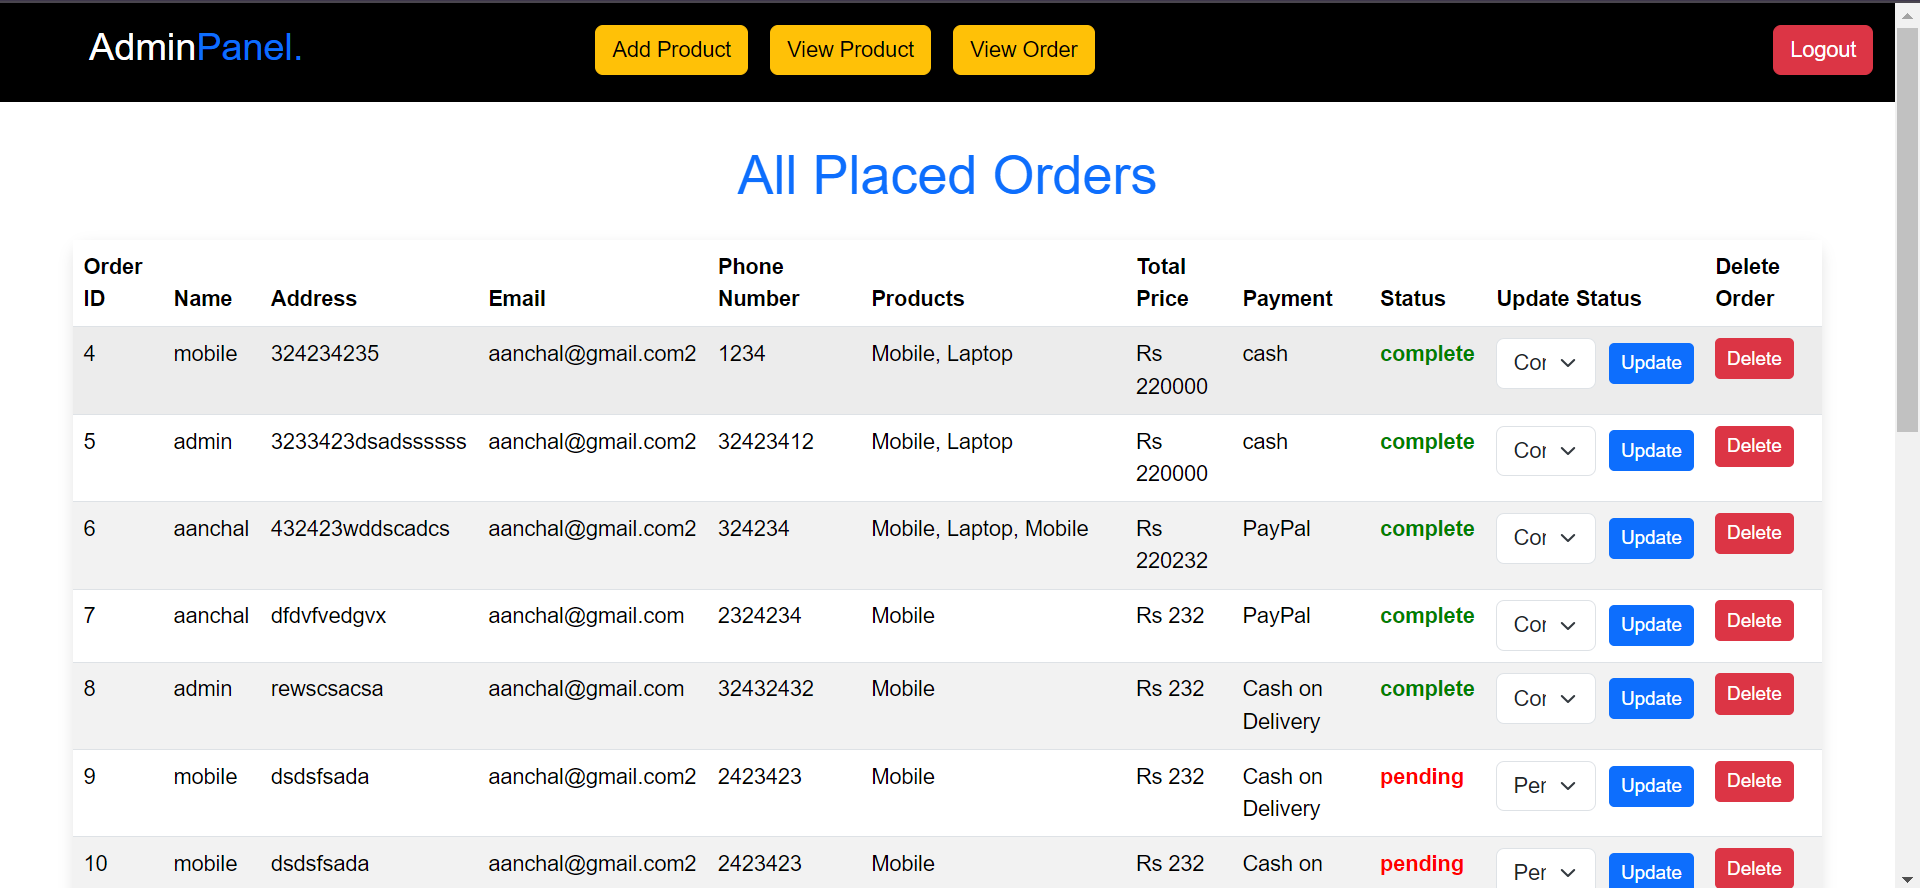 AdminPanel. Add Product View Product View Order Logout
All Placed Orders
Order ID Name Address Email Phone Number Products Total Price Payment Status Update Status Delete Order
4 mobile 324234235 aanchal@gmail.com2 1234 Mobile, Laptop Rs 220000 cash complete Cor Update Delete
5 admin 3233423dsadssssss aanchal@gmail.com2 32423412 Mobile, Laptop Rs 220000 cash complete Cor Update Delete
6 aanchal 432423wddscadcs aanchal@gmail.com2 324234 Mobile, Laptop, Mobile Rs 220232 PayPal complete Cor Update Delete
7 aanchal dfdvfvedgvx aanchal@gmail.com 2324234 Mobile Rs 232 PayPal complete Cor Update Delete
8 admin rewscsacsa aanchal@gmail.com 32432432 Mobile Rs 232 Cash on Delivery complete Cor Update Delete
9 mobile dsdsfsada aanchal@gmail.com2 2423423 Mobile Rs 232 Cash on Delivery pending Per Update Delete
10 mobile dsdsfsada aanchal@gmail.com2 2423423 Mobile Rs 232 Cash on pending Per Update Delete